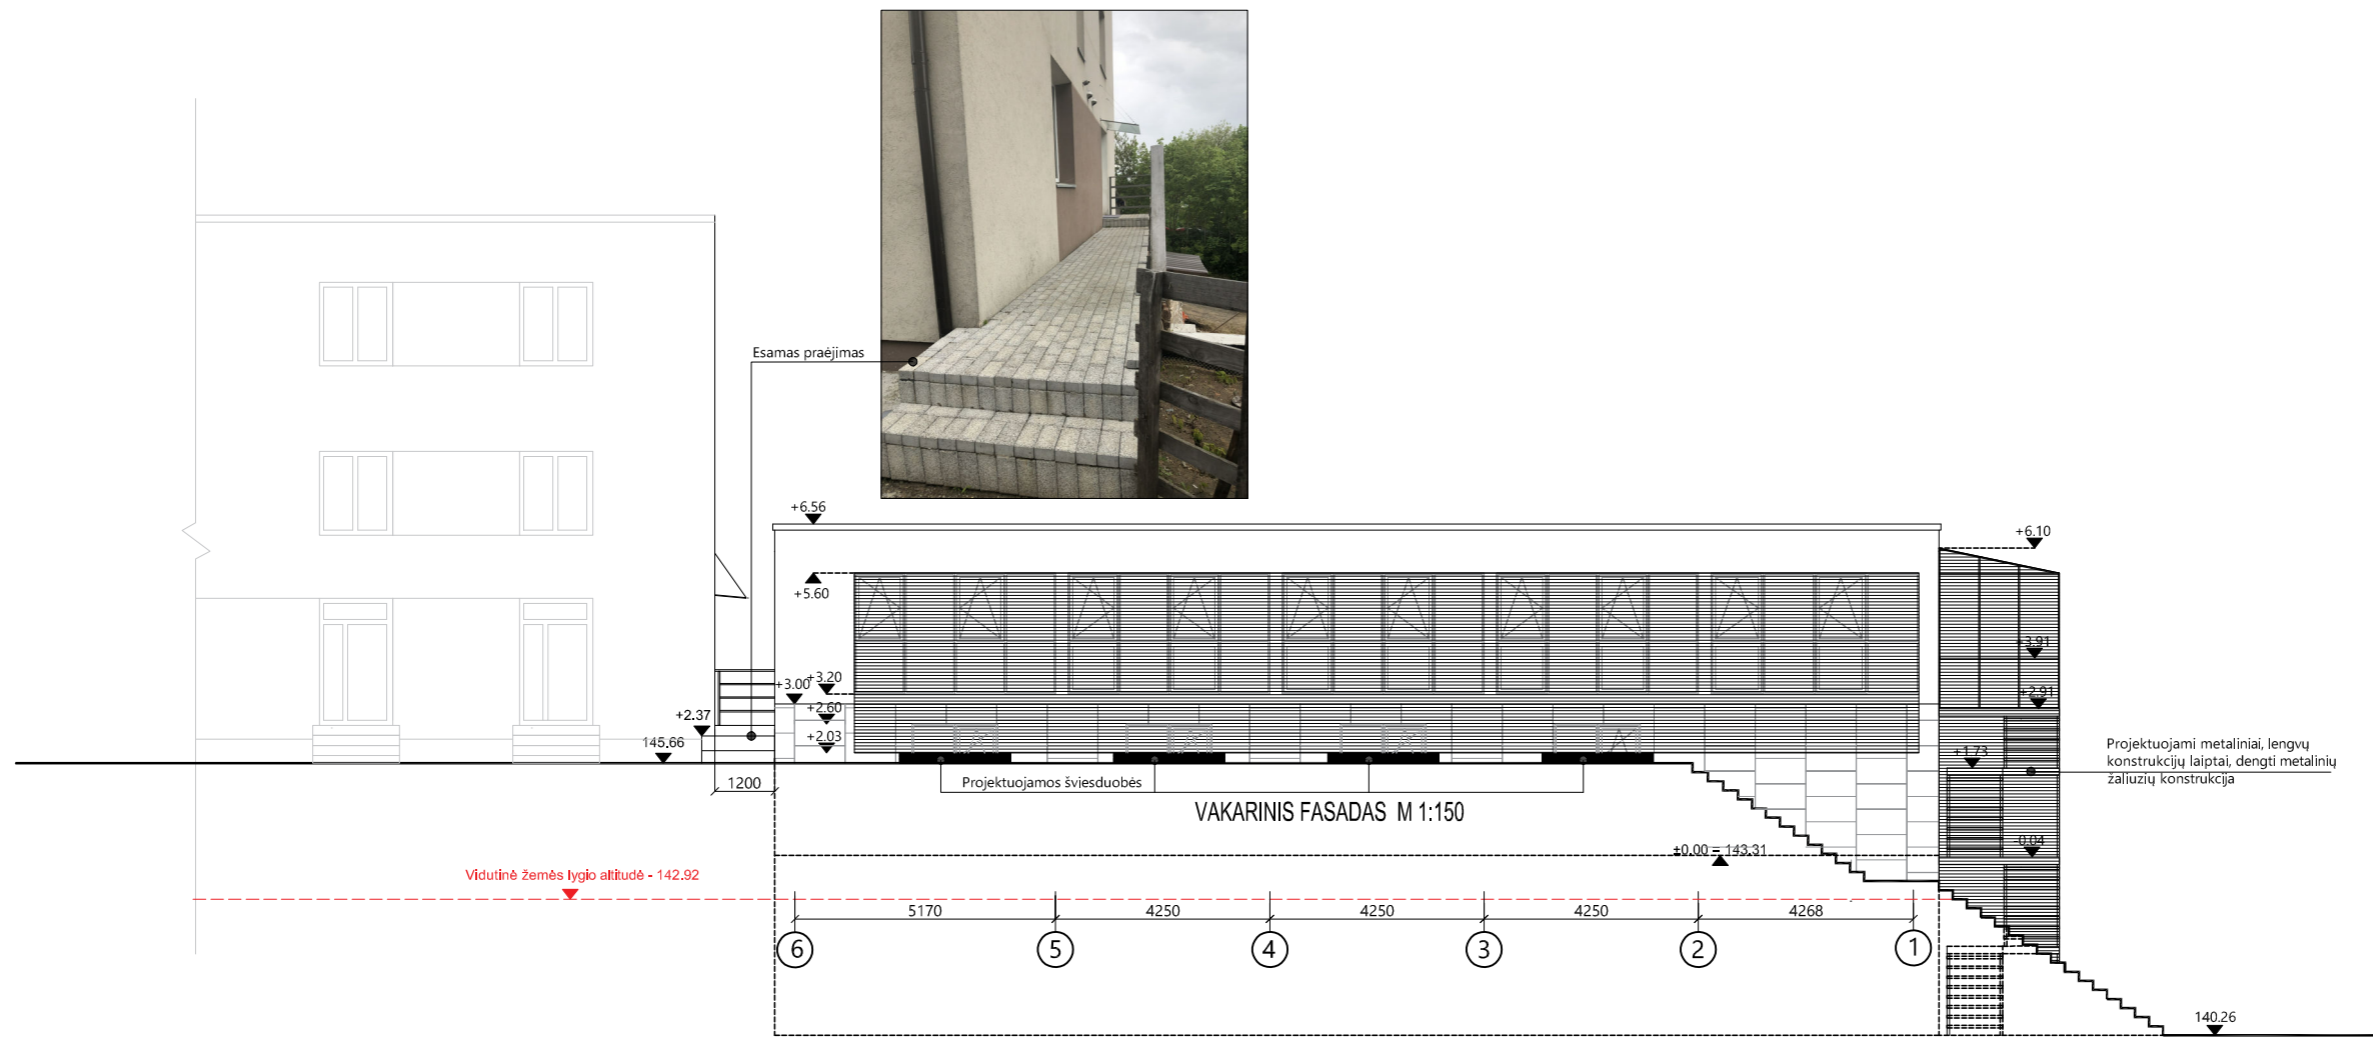 Esamas praėjimas
+6.56
+6.10
+5.60
+3.91
+3.20
+3.00
+2.91
+2.60
+2.37
+2.03
145.66
+1.73
Projektuojami metaliniai, lengvų
konstrukcijų laiptai, dengti metalinių
žaliuzių konstrukcija
1200
Projektuojamos šviesduobės
VAKARINIS FASADAS M 1:150
±0.00 = 143.31
-0.04
Vidutinė žemės lygio altitudė - 142.92
5170 4250 4250 4250 4268
6 5 4 3 2 1
140.26